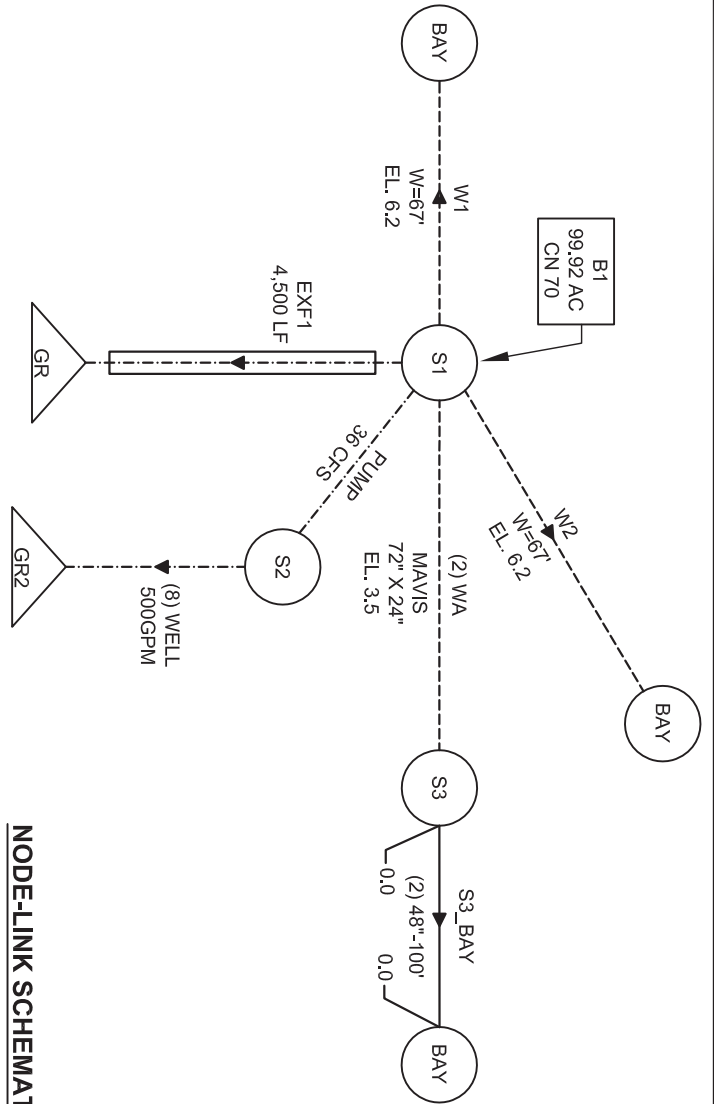 BAY
W1
W=67'
EL. 6.2
B1
99.92 AC
CN 70
S1
EXF1
4,500 LF
GR
PUMP
36 CFS
S2
(8) WELL
500GPM
GR2
W2
W=67'
EL. 6.2
BAY
(2) WA
MAVIS
72" X 24"
EL. 3.5
S3
S3_BAY
(2) 48"-100'
0.0
0.0
BAY
NODE-LINK SCHEMAT